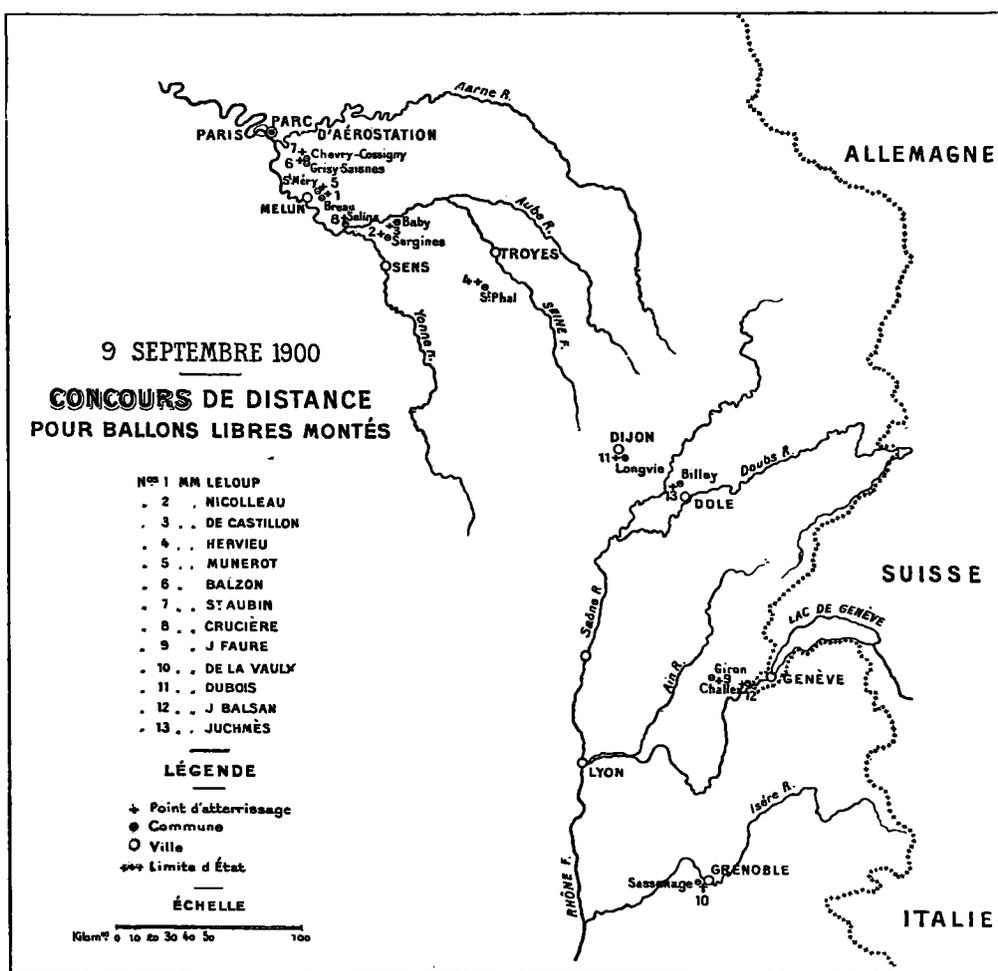 Marne R.
PARC
PARIS
D'AÉROSTATION
ALLEMAGNE
7
Chevry-Cossigny
6
Grisy-Suisnes
St Méry
5
1
MELUN
Breau
8
Salins
Baby
3
2
Sergines
Aube R.
TROYES
SENS
4
St Phal
SEINE F.
Yonne R.
9 SEPTEMBRE 1900
CONCOURS DE DISTANCE
POUR BALLONS LIBRES MONTÉS
DIJON
11
Longvic
Billey
Doubs R.
13
DOLE
Nos 1 MM LELOUP
" 2 " NICOLLEAU
" 3 " " DE CASTILLON
" 4 " " HERVIEU
" 5 " " MUNEROT
" 6 " BALZON
" 7 " " ST AUBIN
" 8 " " CRUCIÈRE
" 9 " " J FAURE
" 10 " " DE LA VAULX
" 11 " " DUBOIS
" 12 " " J BALSAN
" 13 " " JUCHMÈS
SUISSE
LAC DE GENÈVE
Saône R
Ain R.
Giron
9
Challex
12
GENÈVE
LYON
LÉGENDE
Point d'atterrissage
Commune
Ville
Limite d'État
Isère R.
GRENOBLE
Sassenage
10
RHÔNE F.
ITALIE
ÉCHELLE
Kilom es 0 10 20 30 40 50 100